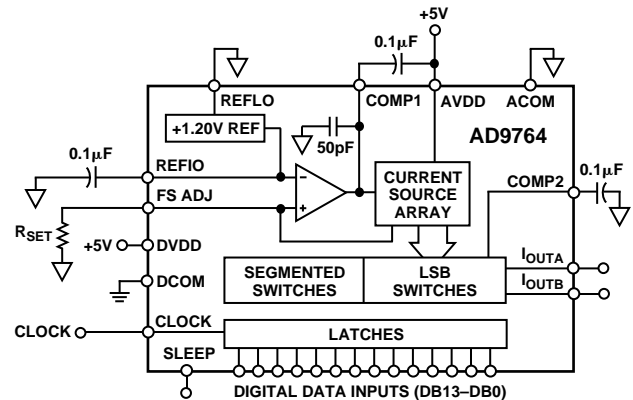 +5V
0.1µF
REFLO
COMP1
AVDD
ACOM
+1.20V REF
50pF
AD9764
0.1µF
REFIO
–
+
CURRENT
SOURCE
ARRAY
COMP2
0.1µF
FS ADJ
RSET
+5V
DVDD
DCOM
SEGMENTED
SWITCHES
LSB
SWITCHES
IOUTA
IOUTB
CLOCK
CLOCK
LATCHES
SLEEP
DIGITAL DATA INPUTS (DB13–DB0)